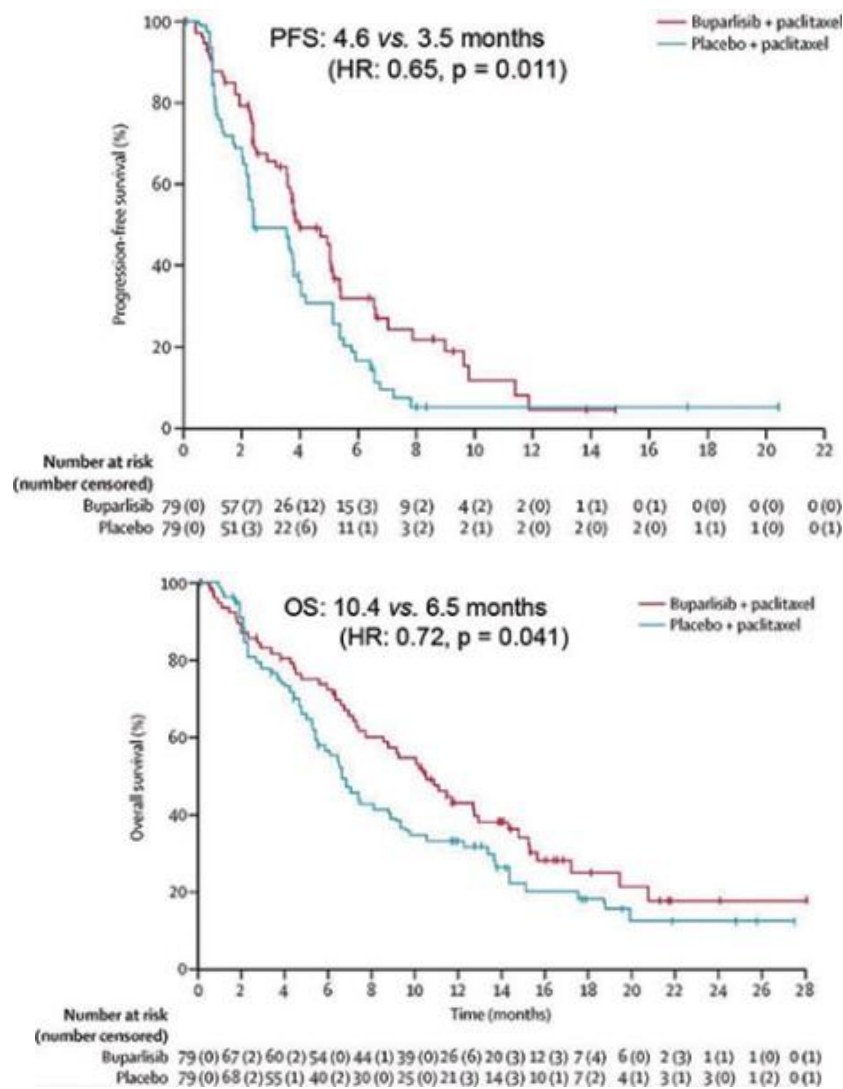 PFS: 4.6 vs. 3.5 months
(HR: 0.65, p = 0.011)
Buparlisib + paclitaxel
Placebo + paclitaxel
Progression-free survival (%)
100
80
60
40
20
0
0 2 4 6 8 10 12 14 16 18 20 22
Number at risk
(number censored)
Buparlisib 79 (0) 57 (7) 26 (12) 15 (3) 9 (2) 4 (2) 2 (0) 1 (1) 0 (1) 0 (0) 0 (0) 0 (0)
Placebo 79 (0) 51 (3) 22 (6) 11 (1) 3 (2) 2 (1) 2 (0) 2 (0) 2 (0) 1 (1) 1 (0) 0 (1)
OS: 10.4 vs. 6.5 months
(HR: 0.72, p = 0.041)
Buparlisib + paclitaxel
Placebo + paclitaxel
Overall survival (%)
100
80
60
40
20
0
0 2 4 6 8 10 12 14 16 18 20 22 24 26 28
Time (months)
Number at risk
(number censored)
Buparlisib 79 (0) 67 (2) 60 (2) 54 (0) 44 (1) 39 (0) 26 (6) 20 (3) 12 (3) 7 (4) 6 (0) 2 (3) 1 (1) 1 (0) 0 (1)
Placebo 79 (0) 68 (2) 55 (1) 40 (2) 30 (0) 25 (0) 21 (3) 14 (3) 10 (1) 7 (2) 4 (1) 3 (1) 3 (0) 1 (2) 0 (1)